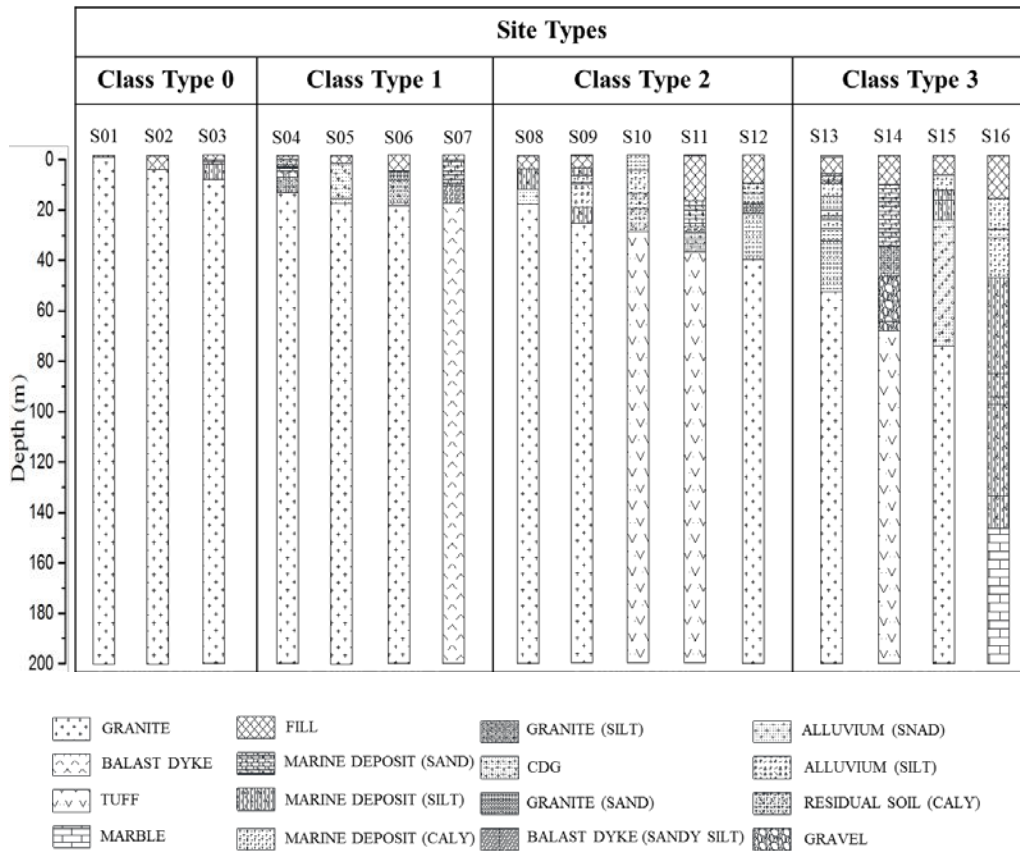 Site Types
Class Type 0 Class Type 1 Class Type 2 Class Type 3
S01 S02 S03 S04 S05 S06 S07 S08 S09 S10 S11 S12 S13 S14 S15 S16
Depth (m)
0
20
40
60
80
100
120
140
160
180
200
GRANITE FILL GRANITE (SILT) ALLUVIUM (SNAD)
BALAST DYKE MARINE DEPOSIT (SAND) CDG ALLUVIUM (SILT)
TUFF MARINE DEPOSIT (SILT) GRANITE (SAND) RESIDUAL SOIL (CALY)
MARBLE MARINE DEPOSIT (CALY) BALAST DYKE (SANDY SILT) GRAVEL